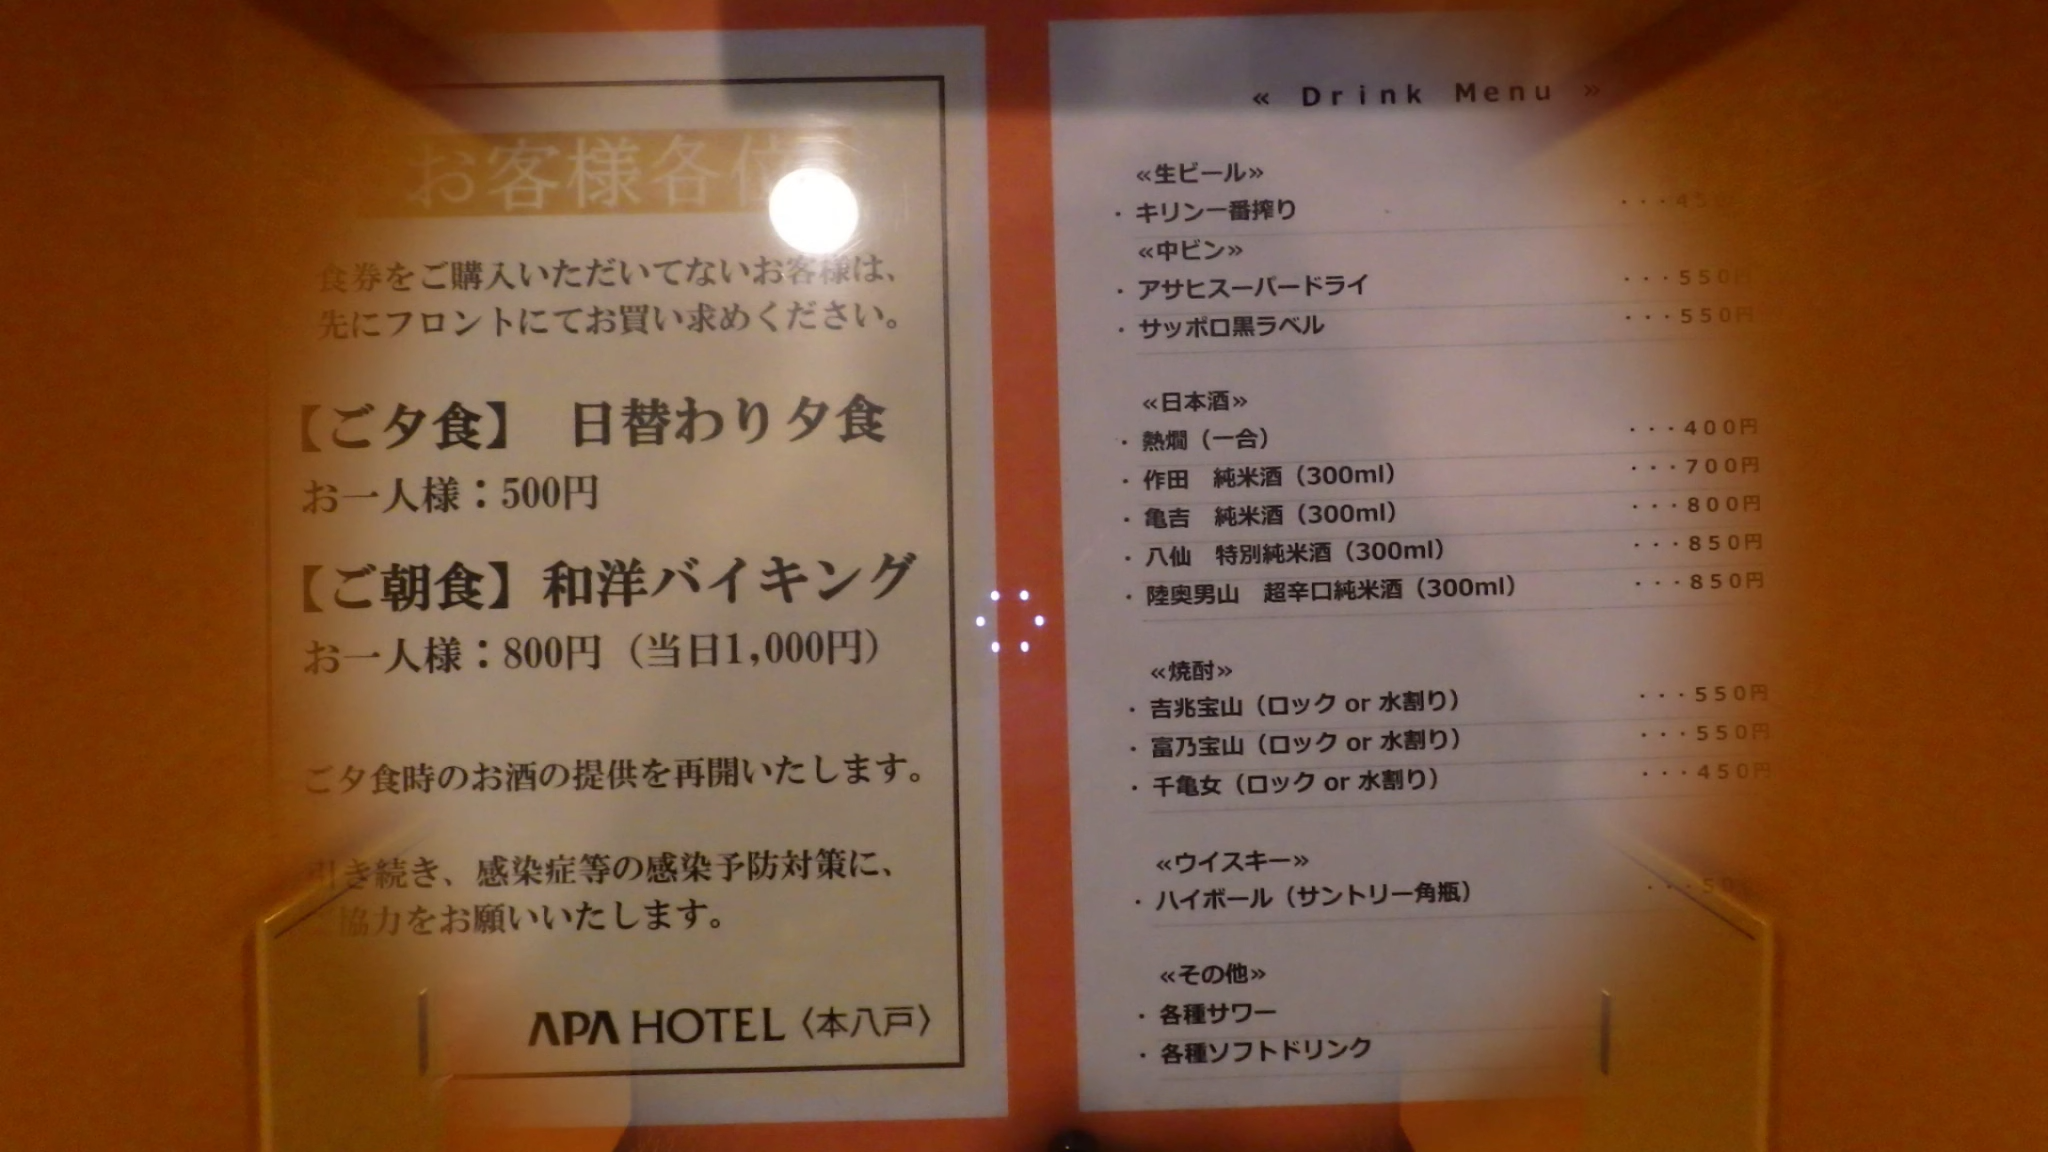 お客様各位
食券をご購入いただいてないお客様は、
先にフロントにてお買い求めください。
【ご夕食】　日替わり夕食
お一人様：500円
【ご朝食】和洋バイキング
お一人様：800円（当日1,000円）
ご夕食時のお酒の提供を再開いたします。
引き続き、感染症等の感染予防対策に、
ご協力をお願いいたします。
APA HOTEL〈本八戸〉
« Drink Menu »
«生ビール»
・キリン一番搾り
«中ビン»
・アサヒスーパードライ ・・・550円
・サッポロ黒ラベル ・・・550円
«日本酒»
・熱燗（一合） ・・・400円
・作田　純米酒（300ml） ・・・700円
・亀吉　純米酒（300ml） ・・・800円
・八仙　特別純米酒（300ml） ・・・850円
・陸奥男山　超辛口純米酒（300ml） ・・・850円
«焼酎»
・吉兆宝山（ロック or 水割り） ・・・550円
・富乃宝山（ロック or 水割り） ・・・550円
・千亀女（ロック or 水割り） ・・・450円
«ウイスキー»
・ハイボール（サントリー角瓶）
«その他»
・各種サワー
・各種ソフトドリンク